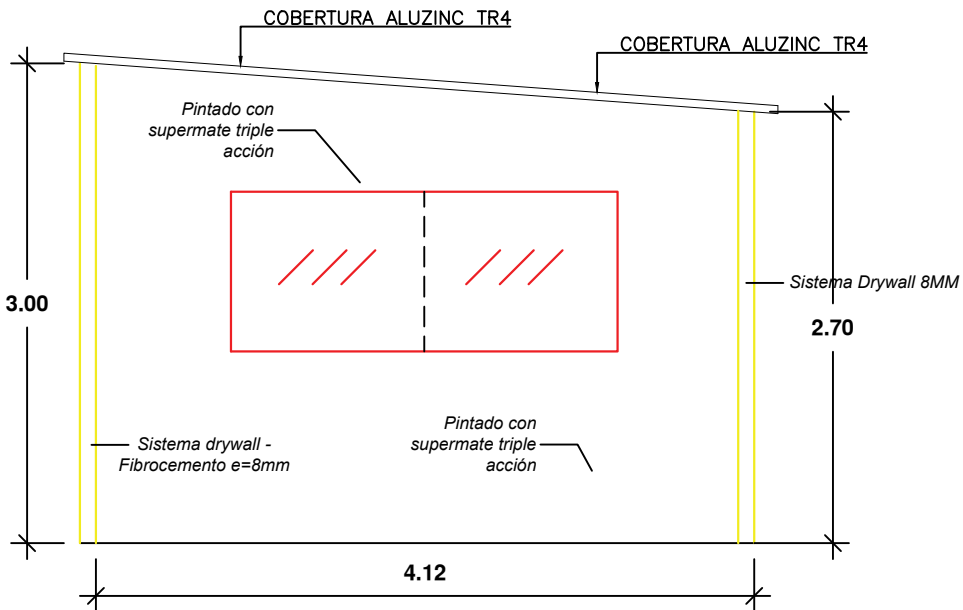 COBERTURA ALUZINC TR4
COBERTURA ALUZINC TR4
Pintado con
supermate triple
acción
3.00
Sistema Drywall 8MM
2.70
Sistema drywall -
Fibrocemento e=8mm
Pintado con
supermate triple
acción
4.12